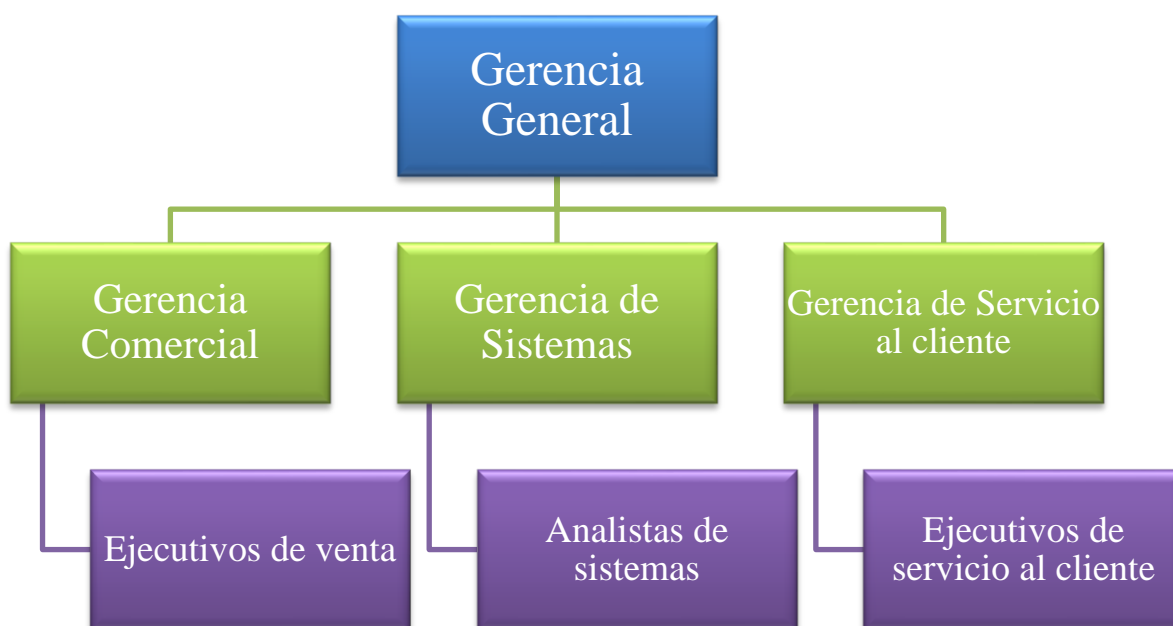 Gerencia
General
Gerencia
Comercial
Gerencia de
Sistemas
Gerencia de Servicio
al cliente
Ejecutivos de venta
Analistas de
sistemas
Ejecutivos de
servicio al cliente